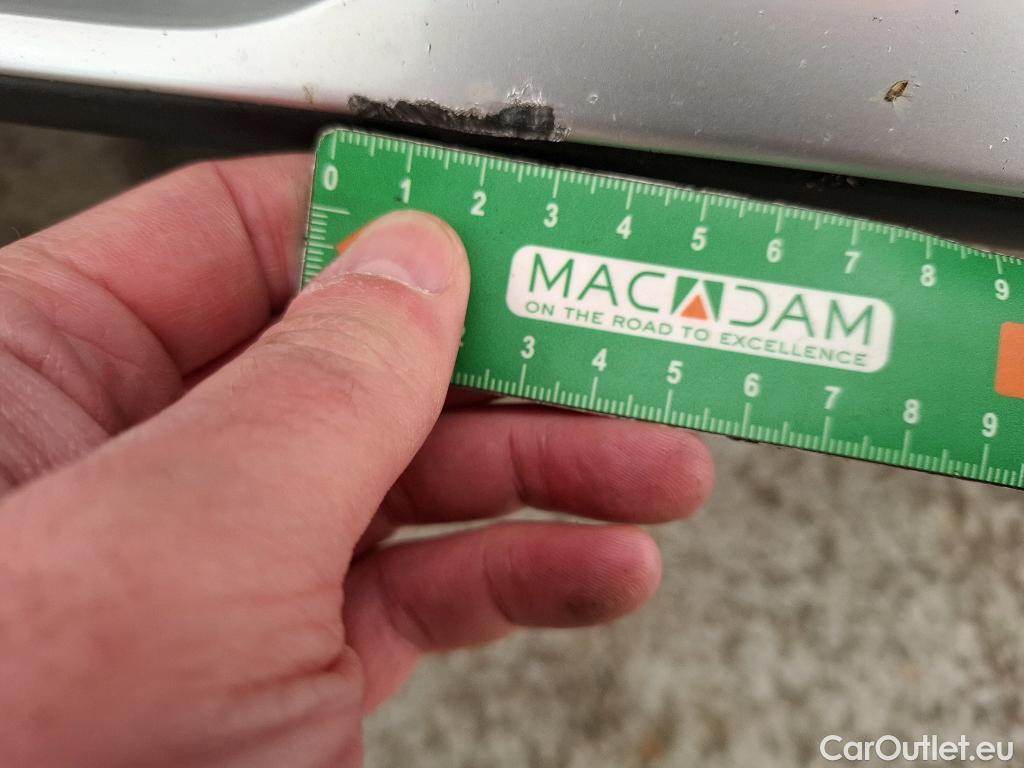 0 1 2 3 4 5 6 7 8 9
MACADAM
ON THE ROAD TO EXCELLENCE
3 4 5 6 7 8 9
CarOutlet.eu